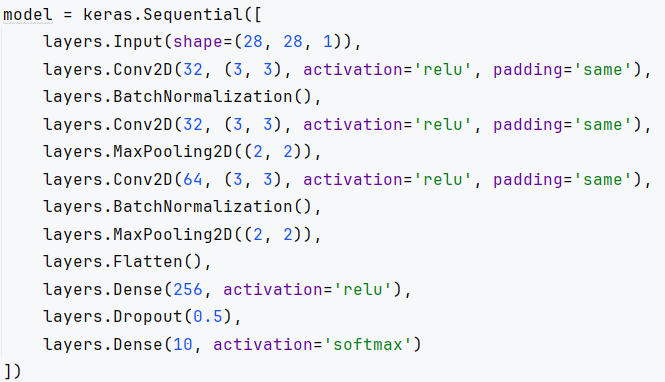 model = keras.Sequential([
    layers.Input(shape=(28, 28, 1)),
    layers.Conv2D(32, (3, 3), activation='relu', padding='same'),
    layers.BatchNormalization(),
    layers.Conv2D(32, (3, 3), activation='relu', padding='same'),
    layers.MaxPooling2D((2, 2)),
    layers.Conv2D(64, (3, 3), activation='relu', padding='same'),
    layers.BatchNormalization(),
    layers.MaxPooling2D((2, 2)),
    layers.Flatten(),
    layers.Dense(256, activation='relu'),
    layers.Dropout(0.5),
    layers.Dense(10, activation='softmax')
])